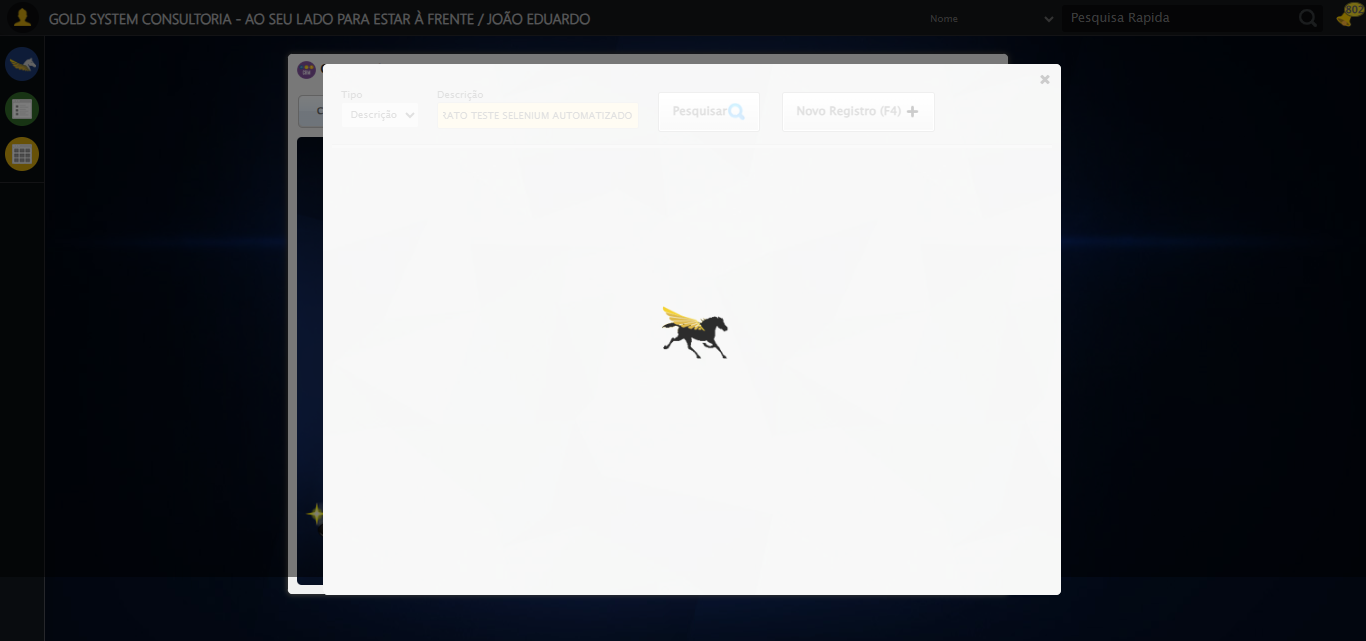 GOLD SYSTEM CONSULTORIA - AO SEU LADO PARA ESTAR À FRENTE / JOÃO EDUARDO
Nome
Pesquisa Rapida
802
Tipo
Descrição
Descrição
RATO TESTE SELENIUM AUTOMATIZADO
Pesquisar
Novo Registro (F4)